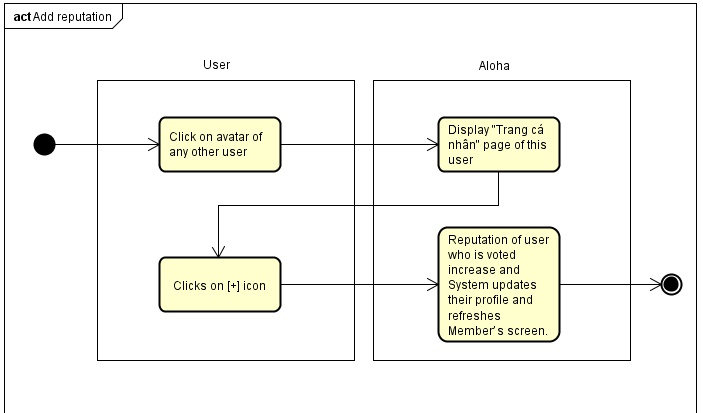 act Add reputation
User
Aloha
Click on avatar of
any other user
Display "Trang cá
nhân" page of this
user
Clicks on [+] icon
Reputation of user
who is voted
increase and
System updates
their profile and
refreshes
Member's screen.